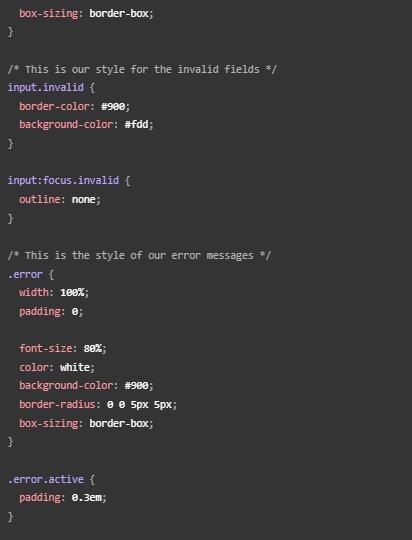 box-sizing: border-box;
}
/* This is our style for the invalid fields */
input.invalid {
border-color: #900;
background-color: #fdd;
}
input:focus.invalid {
outline: none;
}
/* This is the style of our error messages */
.error {
width: 100%;
padding: 0;
font-size: 80%;
color: white;
background-color: #900;
border-radius: 0 0 5px 5px;
box-sizing: border-box;
}
.error.active {
padding: 0.3em;
}